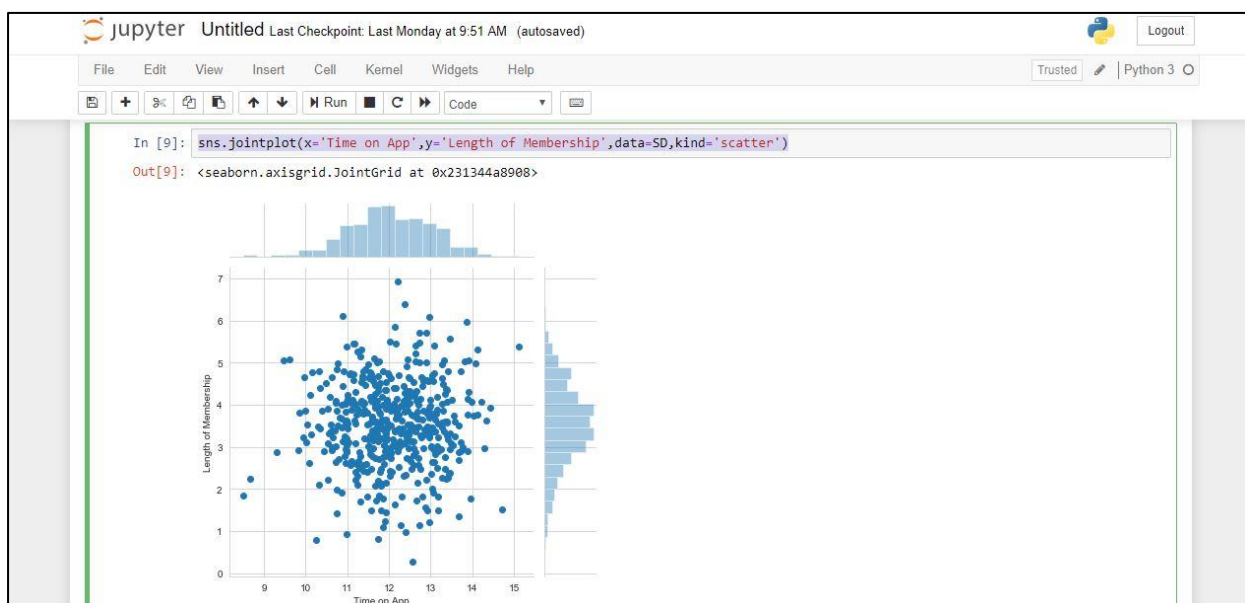 jupyter Untitled Last Checkpoint: Last Monday at 9:51 AM (autosaved)
Logout
File Edit View Insert Cell Kernel Widgets Help
Trusted Python 3
Run Code
In [9]: sns.jointplot(x='Time on App',y='Length of Membership',data=SD,kind='scatter')
Out[9]: <seaborn.axisgrid.JointGrid at 0x231344a8908>
7
6
5
4
3
2
1
0
Length of Membership
9 10 11 12 13 14 15
Time on App